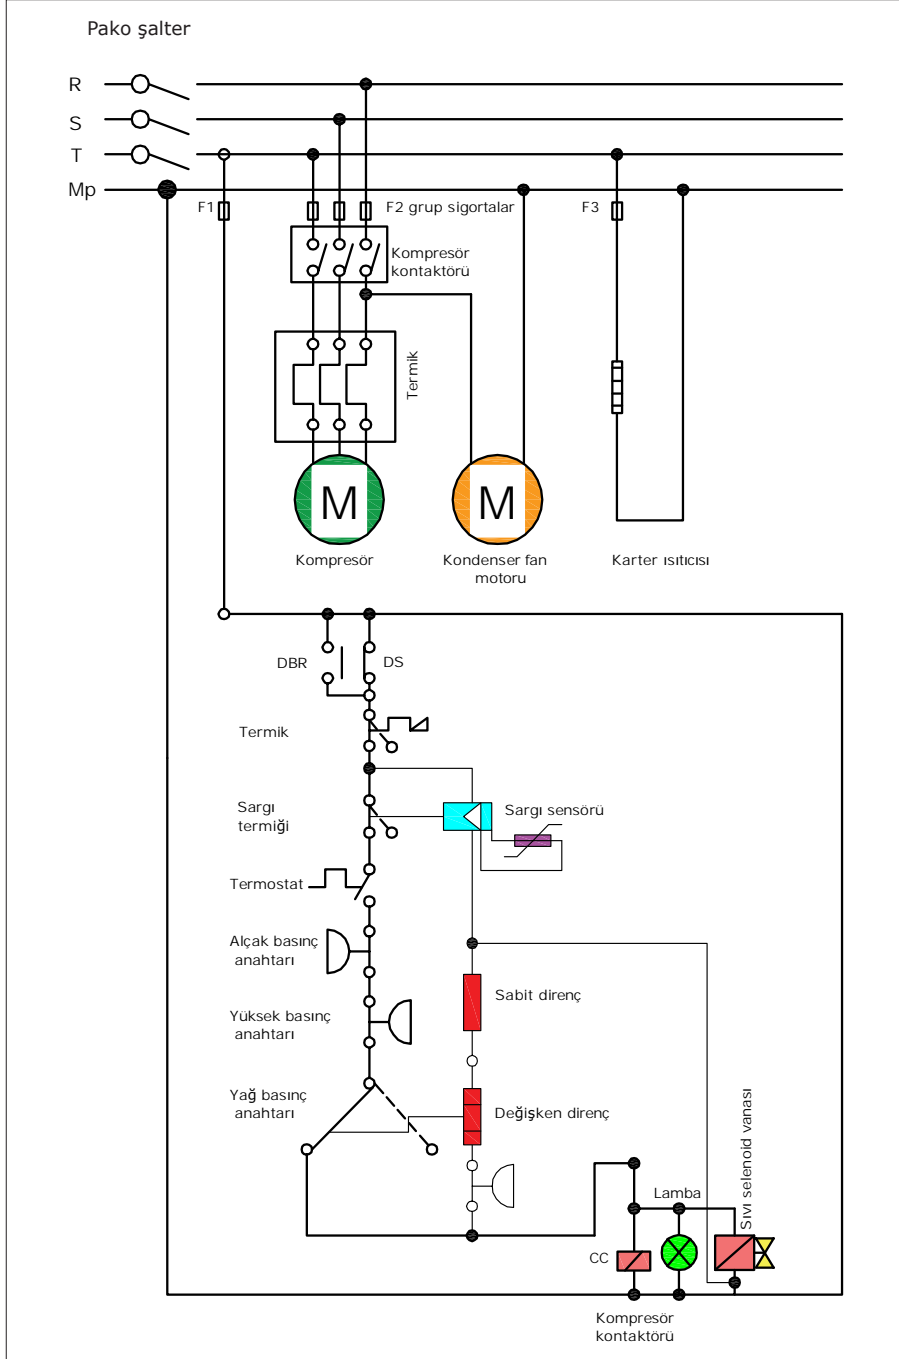 Pako şalter
R
S
T
Mp
F1
F2 grup sigortalar
F3
Kompresör
kontaktörü
Termik
M
M
Kompresör
Kondenser fan
motoru
Karter ısıtıcısı
DBR
DS
Termik
Sargı
termiği
Sargı sensörü
Termostat
Alçak basınç
anahtarı
Sabit direnç
Yüksek basınç
anahtarı
Yağ basınç
anahtarı
Değişken direnç
Sıvı selenoid vanası
Lamba
CC
Kompresör
kontaktörü